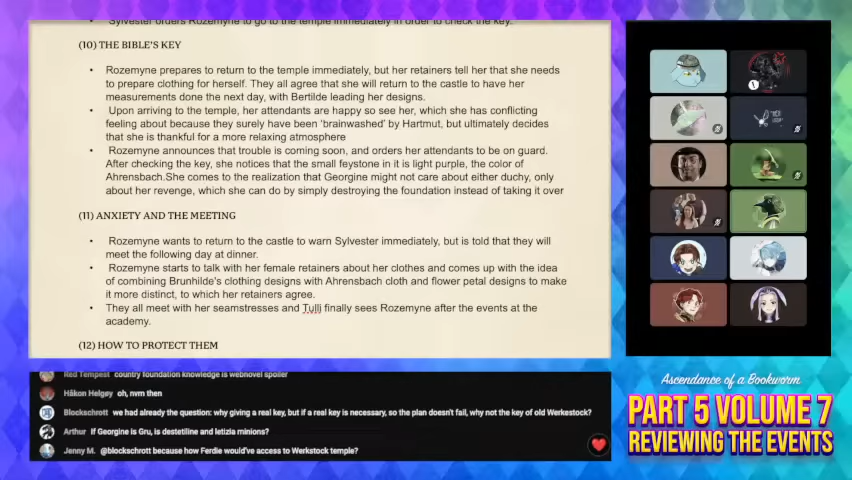 Sylvester orders Rozemyne to go to the temple immediately in order to check the key.
(10) THE BIBLE'S KEY
• Rozemyne prepares to return to the temple immediately, but her retainers tell her that she needs
to prepare clothing for herself. They all agree that she will return to the castle to have her
measurements done the next day, with Bertilde leading her designs.
• Upon arriving to the temple, her attendants are happy so see her, which she has conflicting
feeling about because they surely have been 'brainwashed' by Hartmut, but ultimately decides
that she is thankful for a more relaxing atmosphere
• Rozemyne announces that trouble is coming soon, and orders her attendants to be on guard.
After checking the key, she notices that the small feystone in it is light purple, the color of
Ahrensbach.She comes to the realization that Georgine might not care about either duchy, only
about her revenge, which she can do by simply destroying the foundation instead of taking it over
(11) ANXIETY AND THE MEETING
• Rozemyne wants to return to the castle to warn Sylvester immediately, but is told that they will
meet the following day at dinner.
• Rozemyne starts to talk with her female retainers about her clothes and comes up with the idea
of combining Brunhilde's clothing designs with Ahrensbach cloth and flower petal designs to make
it more distinct, to which her retainers agree.
• They all meet with her seamstresses and Tulli finally sees Rozemyne after the events at the
academy.
(12) HOW TO PROTECT THEM
Red Tempest country foundation knowledge is webnovel spoiler
Håkon Helgøy oh, nvm then
Blockschrott we had already the question: why giving a real key, but if a real key is necessary, so the plan doesn't fail, why not the key of old Werkestock?
Arthur If Georgine is Gru, is destetiline and letizia minions?
Jenny M. @blockschrott because how Ferdie would've access to Werkstock temple?
Ascendance of a Bookworm
PART 5 VOLUME 7
REVIEWING THE EVENTS